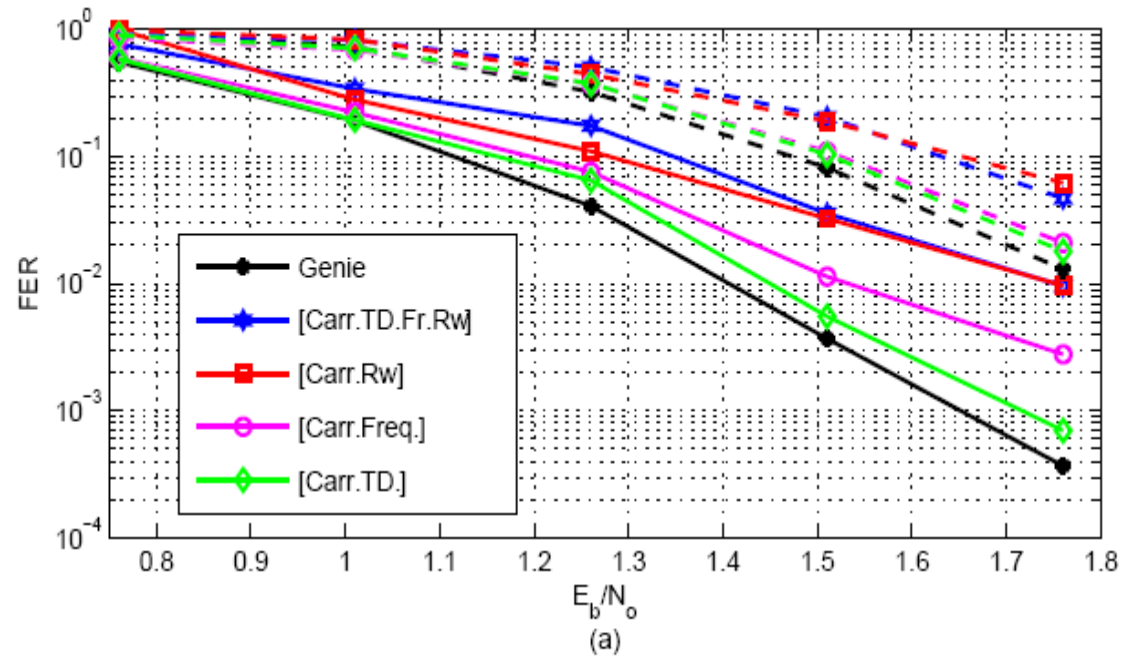 10^0
10^-1
10^-2
10^-3
10^-4
FER
Genie
[Carr.TD.Fr.Rw]
[Carr.Rw]
[Carr.Freq.]
[Carr.TD.]
0.8 0.9 1 1.1 1.2 1.3 1.4 1.5 1.6 1.7 1.8
E_b/N_o
(a)